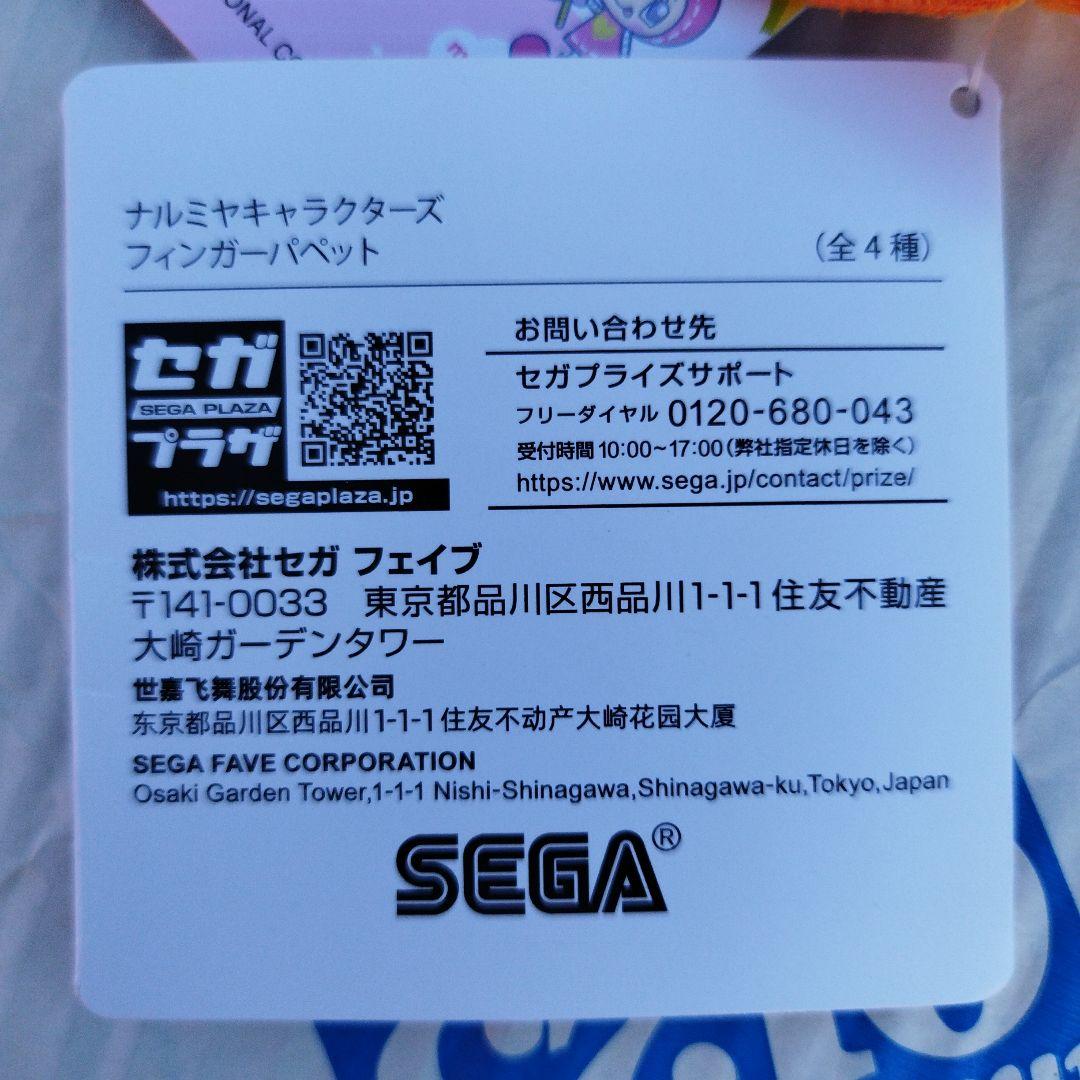 ONAL CO
ナルミヤキャラクターズ
フィンガーパペット
(全4種)
セガ
SEGA PLAZA
プラザ
https://segaplaza.jp
お問い合わせ先
セガプライズサポート
フリーダイヤル 0120-680-043
受付時間 10:00~17:00(弊社指定休日を除く)
https://www.sega.jp/contact/prize/
株式会社セガ フェイブ
〒141-0033 東京都品川区西品川1-1-1住友不動産
大崎ガーデンタワー
世嘉飞舞股份有限公司
东京都品川区西品川1-1-1住友不动产大崎花园大厦
SEGA FAVE CORPORATION
Osaki Garden Tower,1-1-1 Nishi-Shinagawa,Shinagawa-ku,Tokyo,Japan
SEGA®